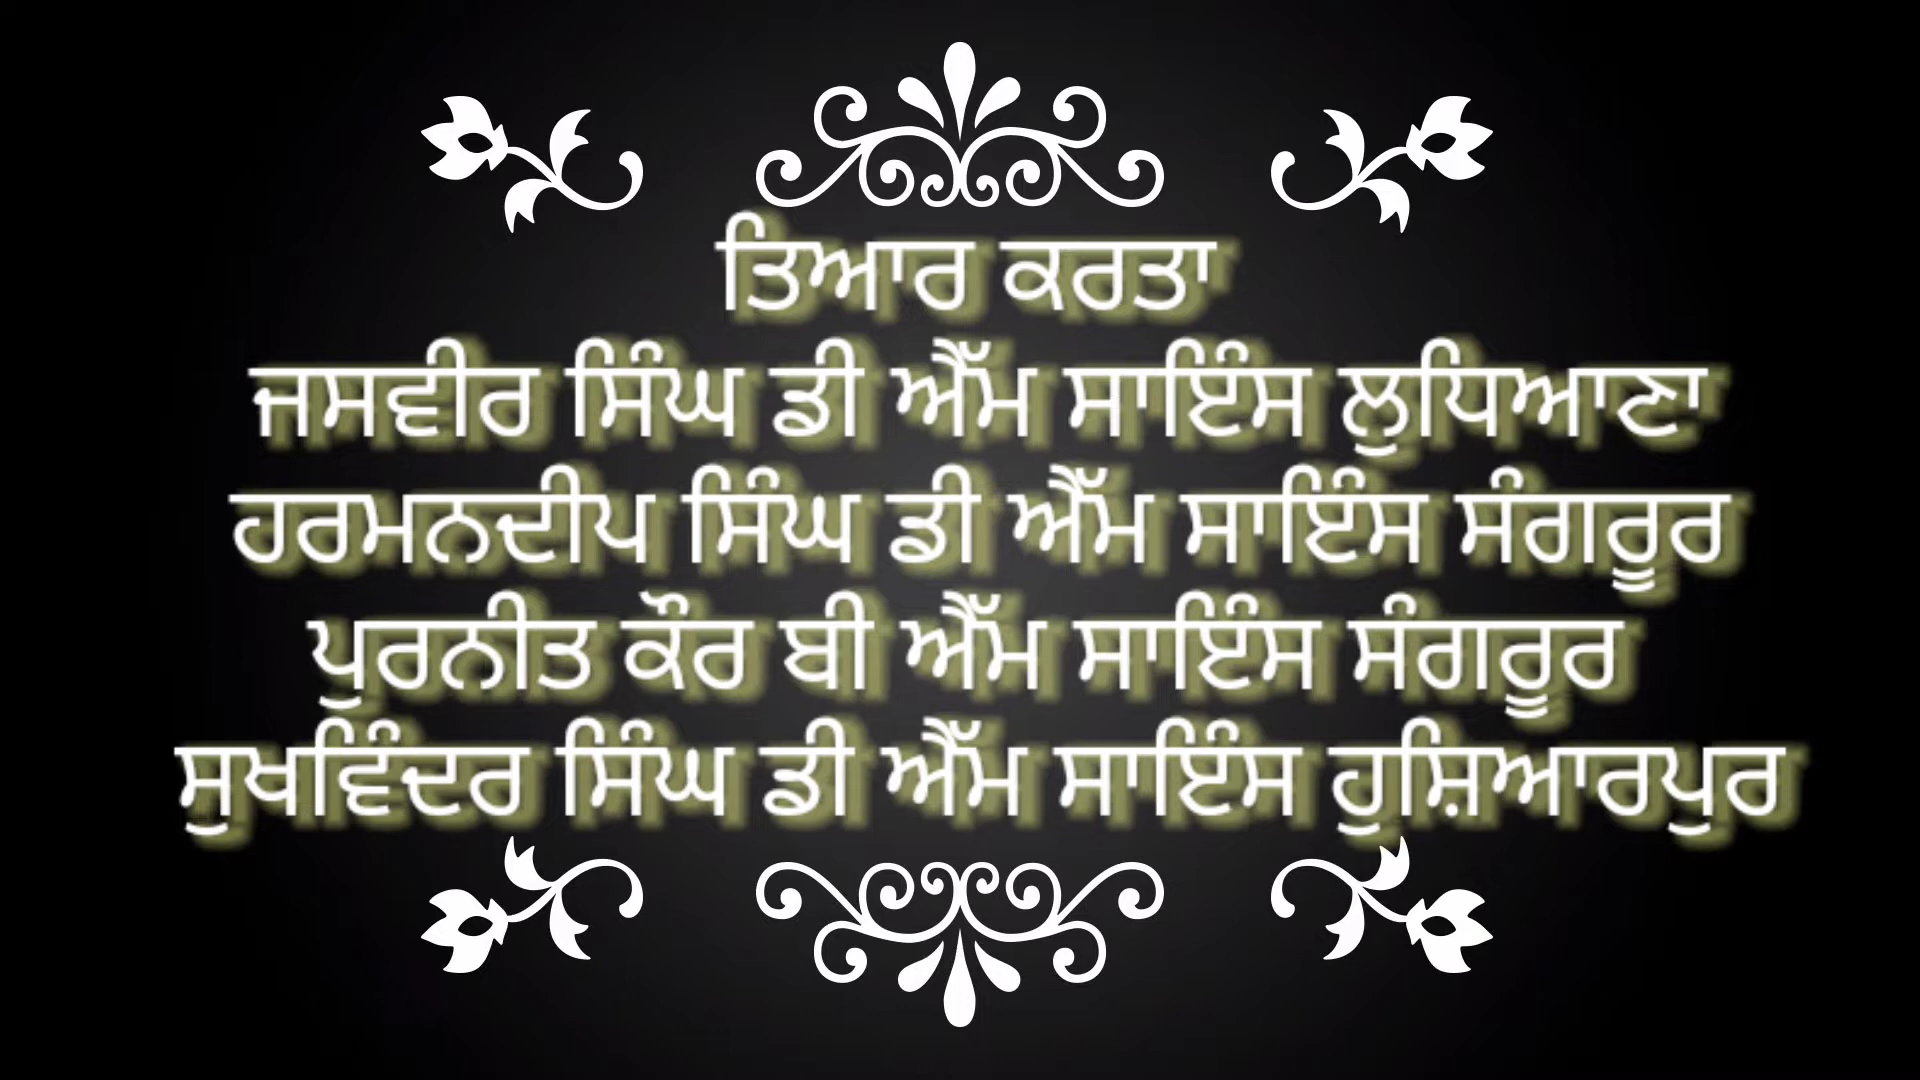 ਤਿਆਰ ਕਰਤਾ
ਜਸਵੀਰ ਸਿੰਘ ਡੀ ਐੱਮ ਸਾਇੰਸ ਲੁਧਿਆਣਾ
ਹਰਮਨਦੀਪ ਸਿੰਘ ਡੀ ਐੱਮ ਸਾਇੰਸ ਸੰਗਰੂਰ
ਪੁਰਨੀਤ ਕੌਰ ਬੀ ਐੱਮ ਸਾਇੰਸ ਸੰਗਰੂਰ
ਸੁਖਵਿੰਦਰ ਸਿੰਘ ਡੀ ਐੱਮ ਸਾਇੰਸ ਹੁਸ਼ਿਆਰਪੁਰ